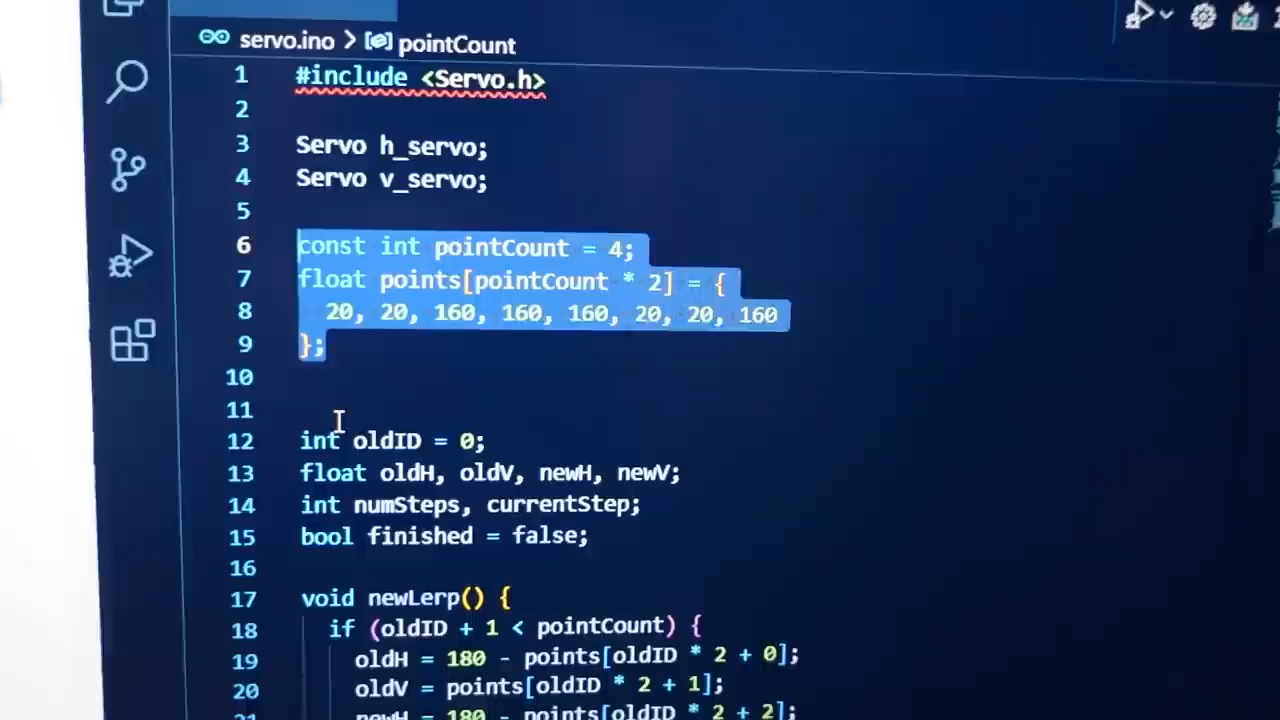 servo.ino > pointCount
1 #include <Servo.h>
2
3 Servo h_servo;
4 Servo v_servo;
5
6 const int pointCount = 4;
7 float points[pointCount * 2] = {
8 20, 20, 160, 160, 160, 20, 20, 160
9 };
10
11
12 int oldID = 0;
13 float oldH, oldV, newH, newV;
14 int numSteps, currentStep;
15 bool finished = false;
16
17 void newLerp() {
18 if (oldID + 1 < pointCount) {
19 oldH = 180 - points[oldID * 2 + 0];
20 oldV = points[oldID * 2 + 1];
21 newH = 180 - points[oldID * 2 + 2];